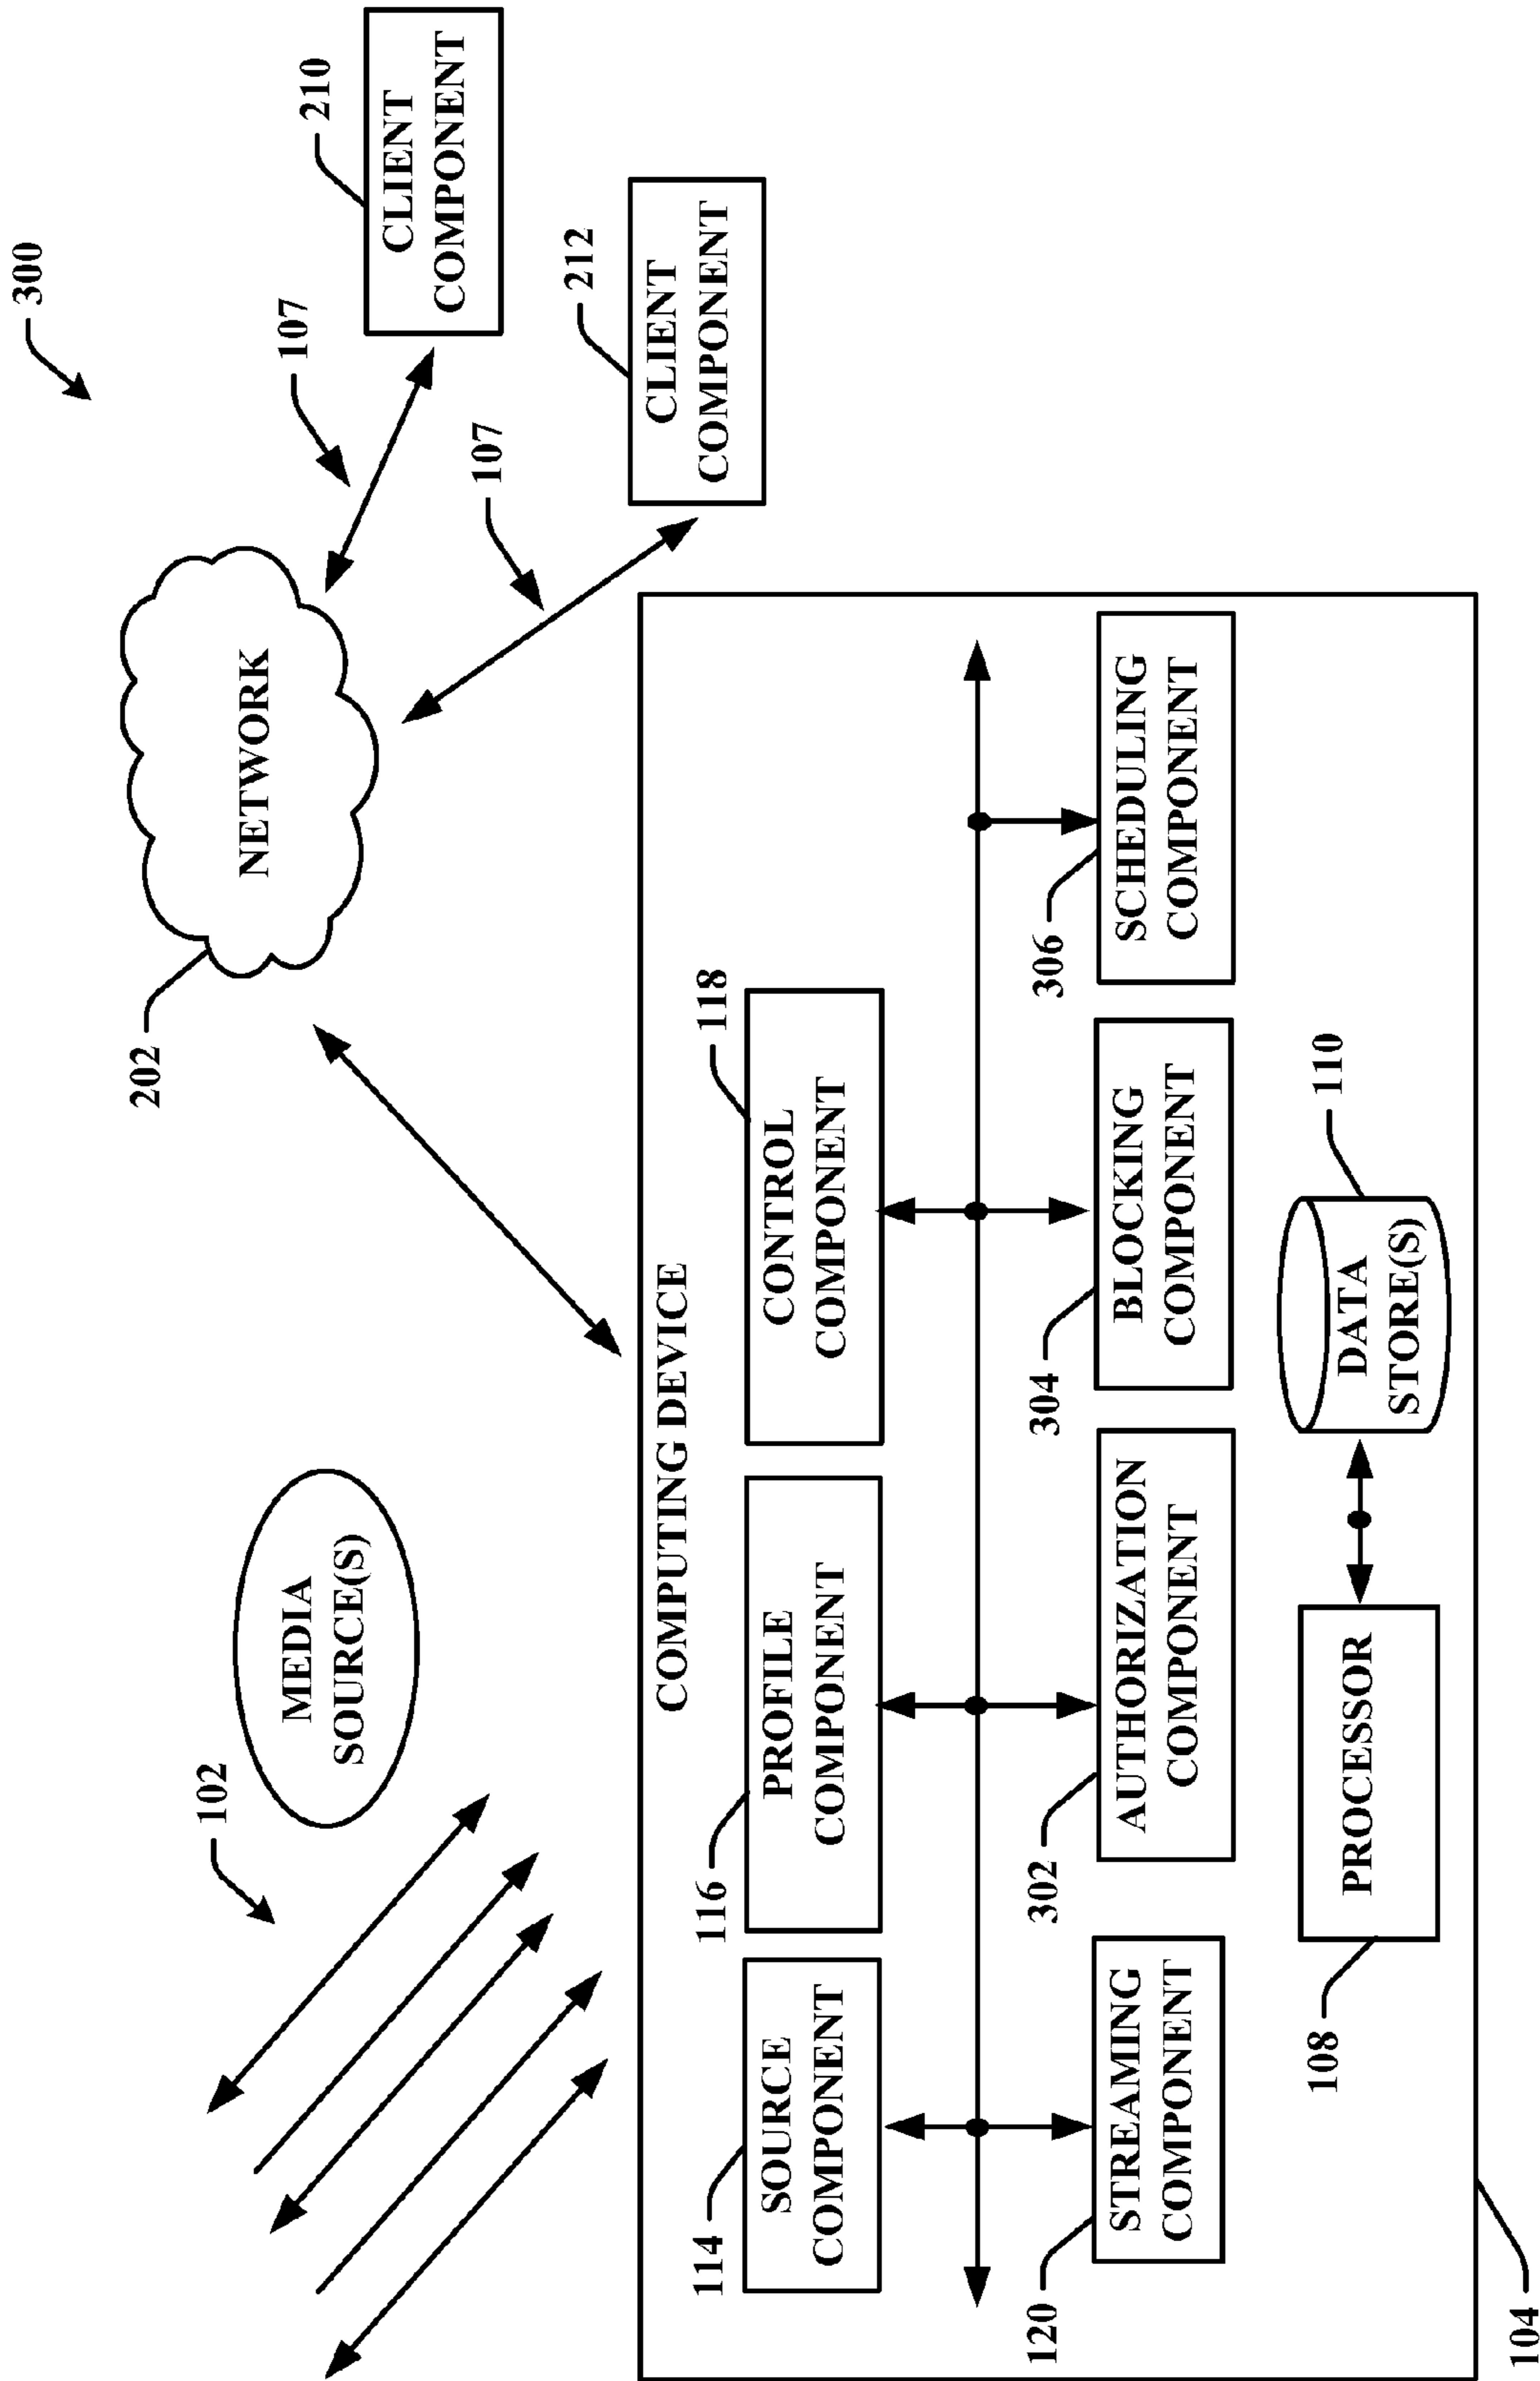 300
102
MEDIA
SOURCE(S)
202
NETWORK
107
107
CLIENT
COMPONENT
210
CLIENT
COMPONENT
212
COMPUTING DEVICE
114
SOURCE
COMPONENT
116
PROFILE
COMPONENT
118
CONTROL
COMPONENT
120
STREAMING
COMPONENT
302
AUTHORIZATION
COMPONENT
304
BLOCKING
COMPONENT
306
SCHEDULING
COMPONENT
108
PROCESSOR
DATA
STORE(S)
110
104